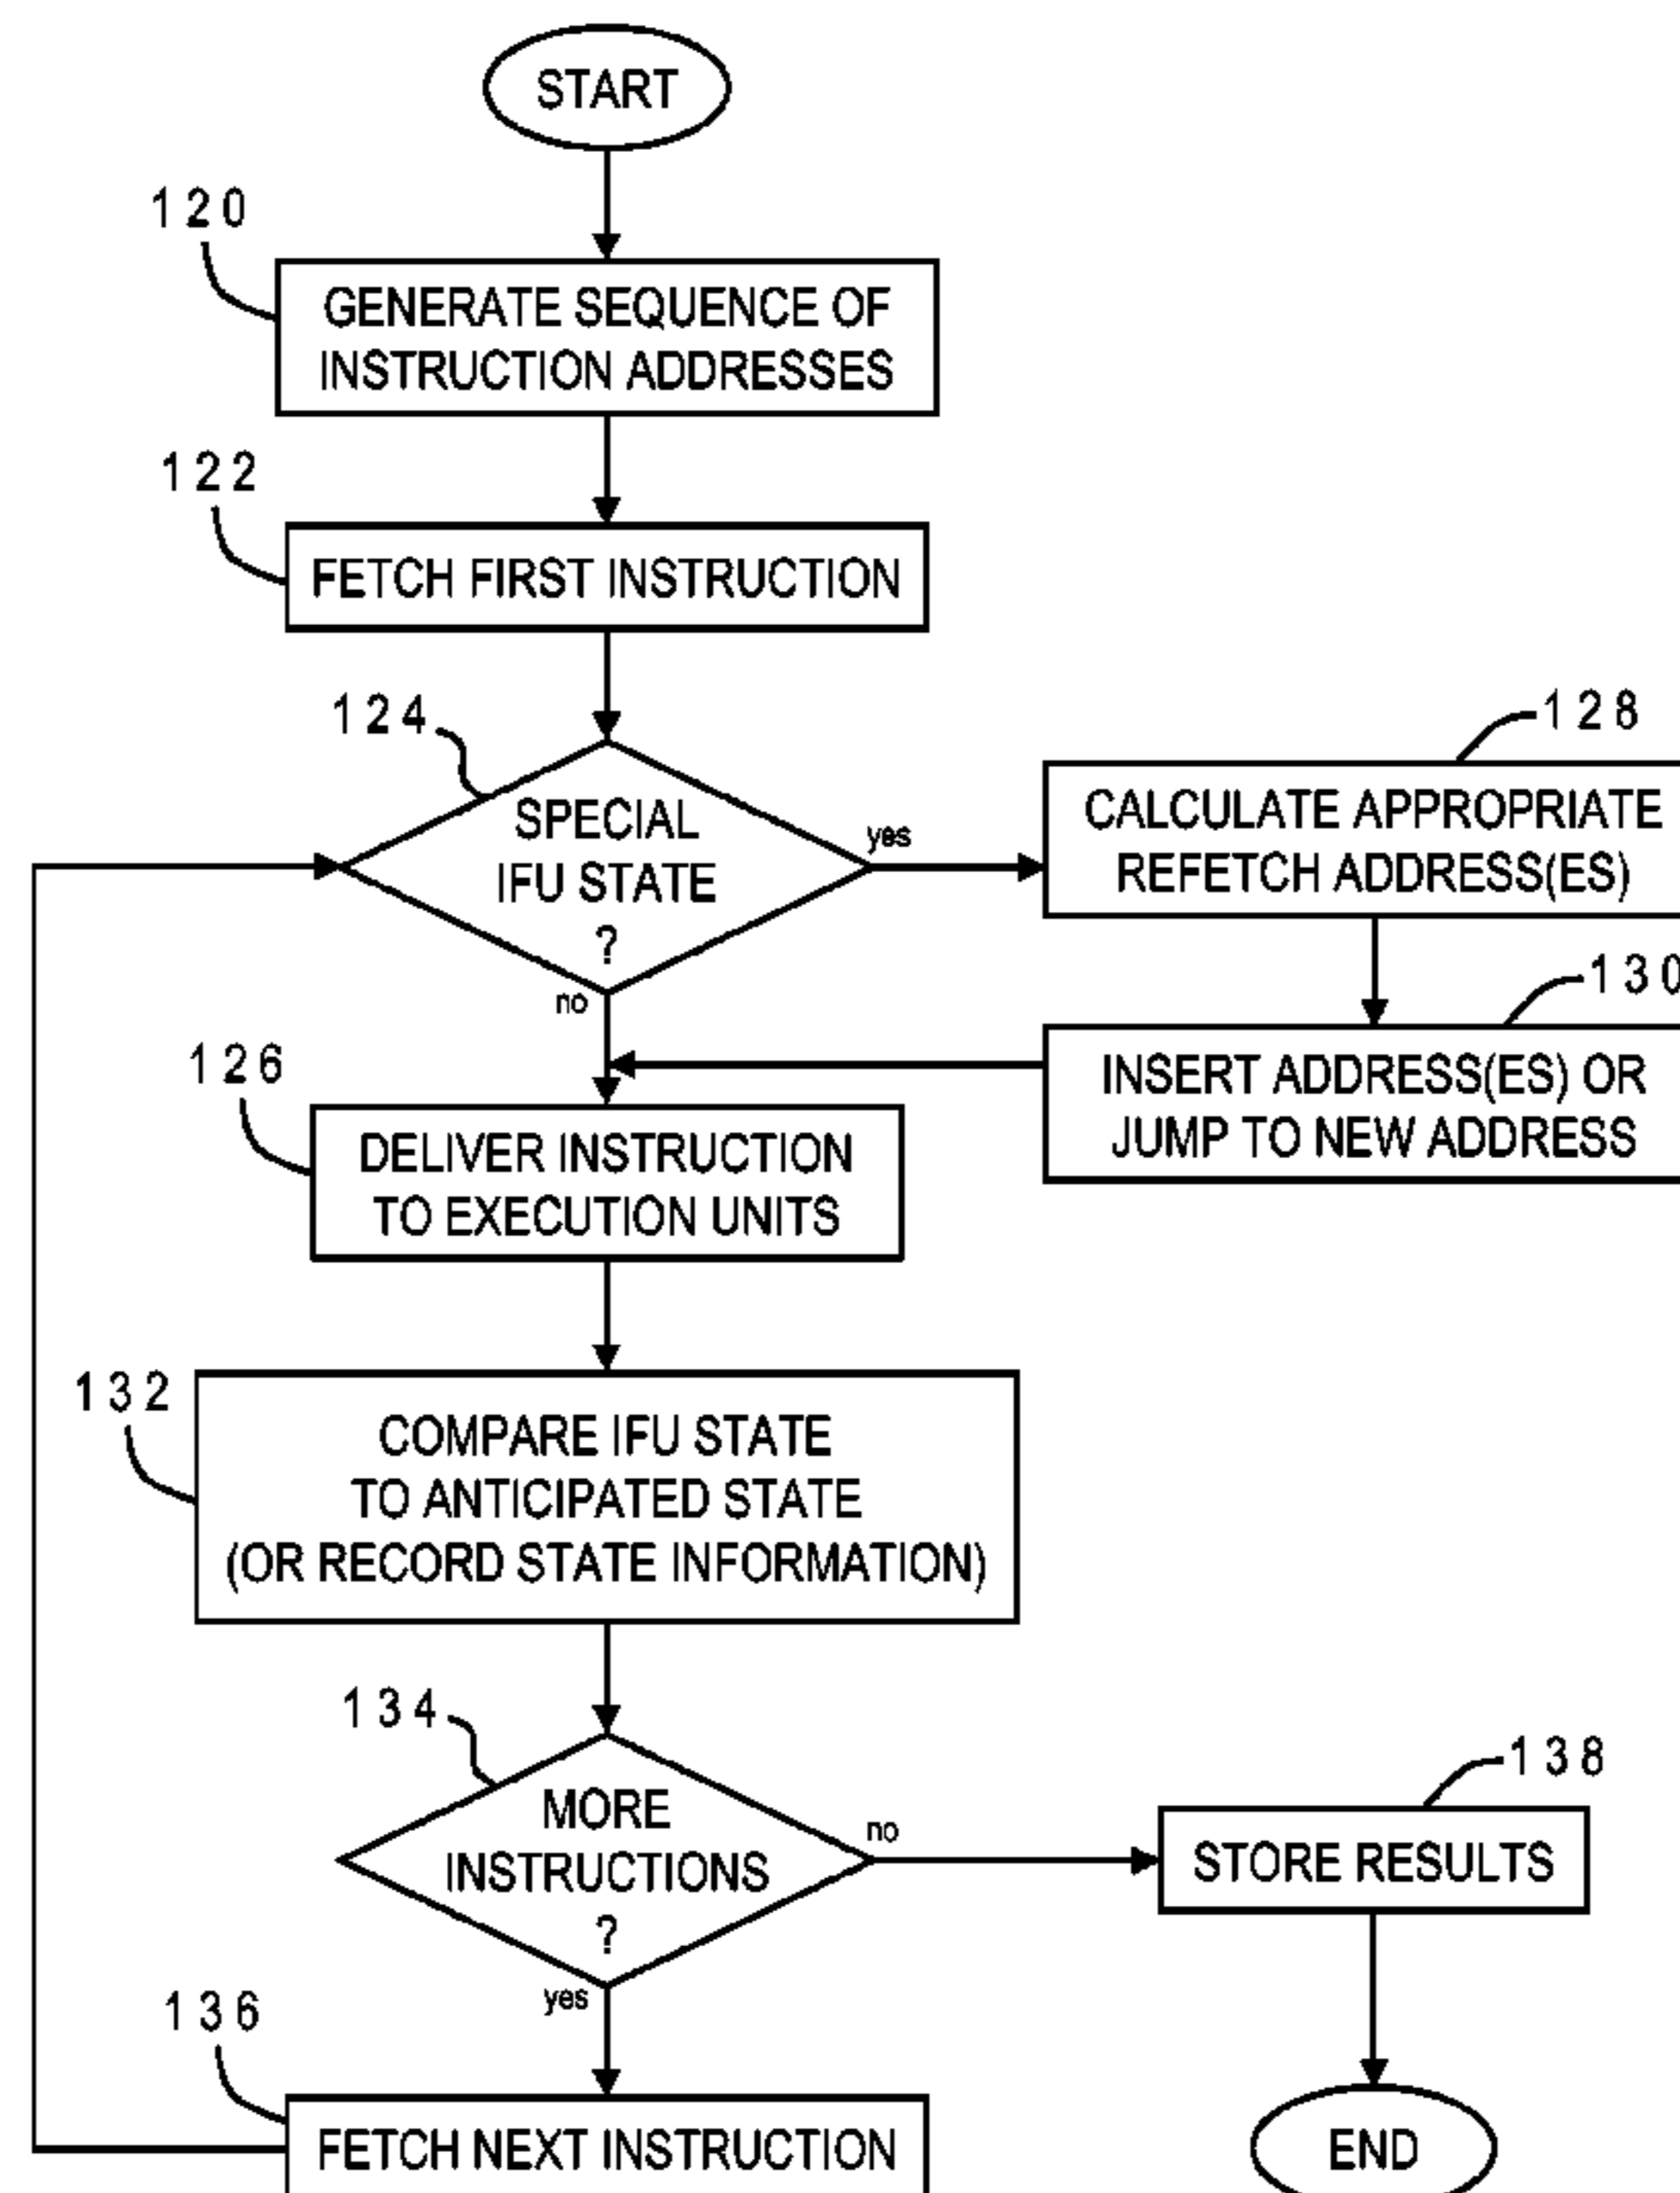 START
120
GENERATE SEQUENCE OF
INSTRUCTION ADDRESSES
122
FETCH FIRST INSTRUCTION
124
SPECIAL
IFU STATE
?
yes
no
128
CALCULATE APPROPRIATE
REFETCH ADDRESS(ES)
130
INSERT ADDRESS(ES) OR
JUMP TO NEW ADDRESS
126
DELIVER INSTRUCTION
TO EXECUTION UNITS
132
COMPARE IFU STATE
TO ANTICIPATED STATE
(OR RECORD STATE INFORMATION)
134
MORE
INSTRUCTIONS
?
no
yes
138
STORE RESULTS
136
FETCH NEXT INSTRUCTION
END